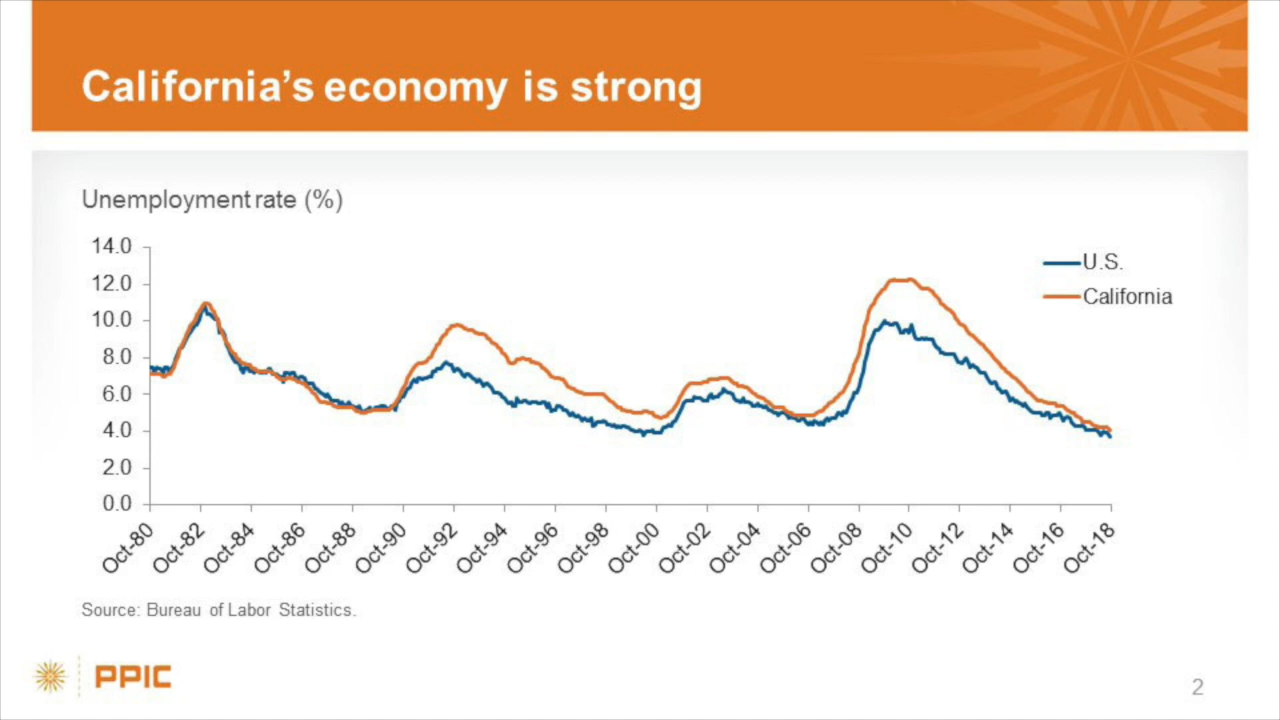 California's economy is strong
Unemployment rate (%)
14.0
12.0
10.0
8.0
6.0
4.0
2.0
0.0
U.S.
California
Oct-80
Oct-82
Oct-84
Oct-86
Oct-88
Oct-90
Oct-92
Oct-94
Oct-96
Oct-98
Oct-00
Oct-02
Oct-04
Oct-06
Oct-08
Oct-10
Oct-12
Oct-14
Oct-16
Oct-18
Source: Bureau of Labor Statistics.
PPIC
2